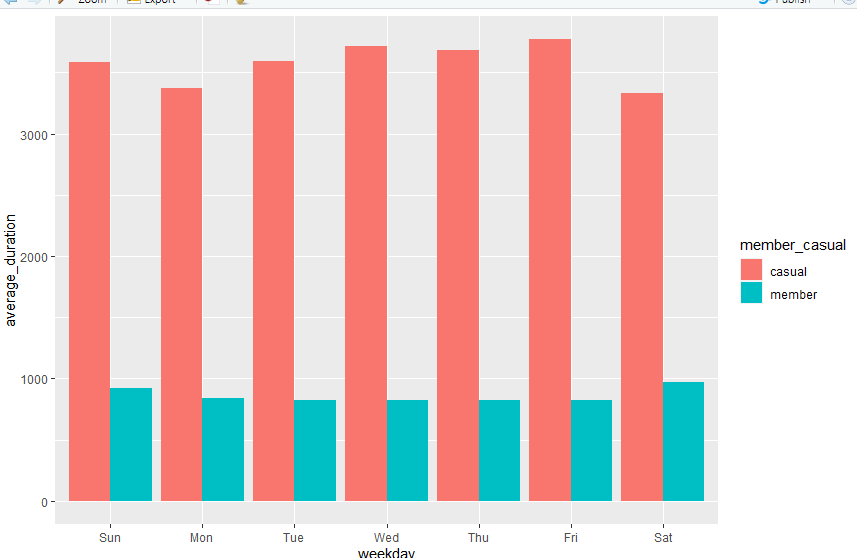 Zoom Export Publish
average_duration
3000
2000
1000
0
Sun Mon Tue Wed Thu Fri Sat
weekday
member_casual
casual
member